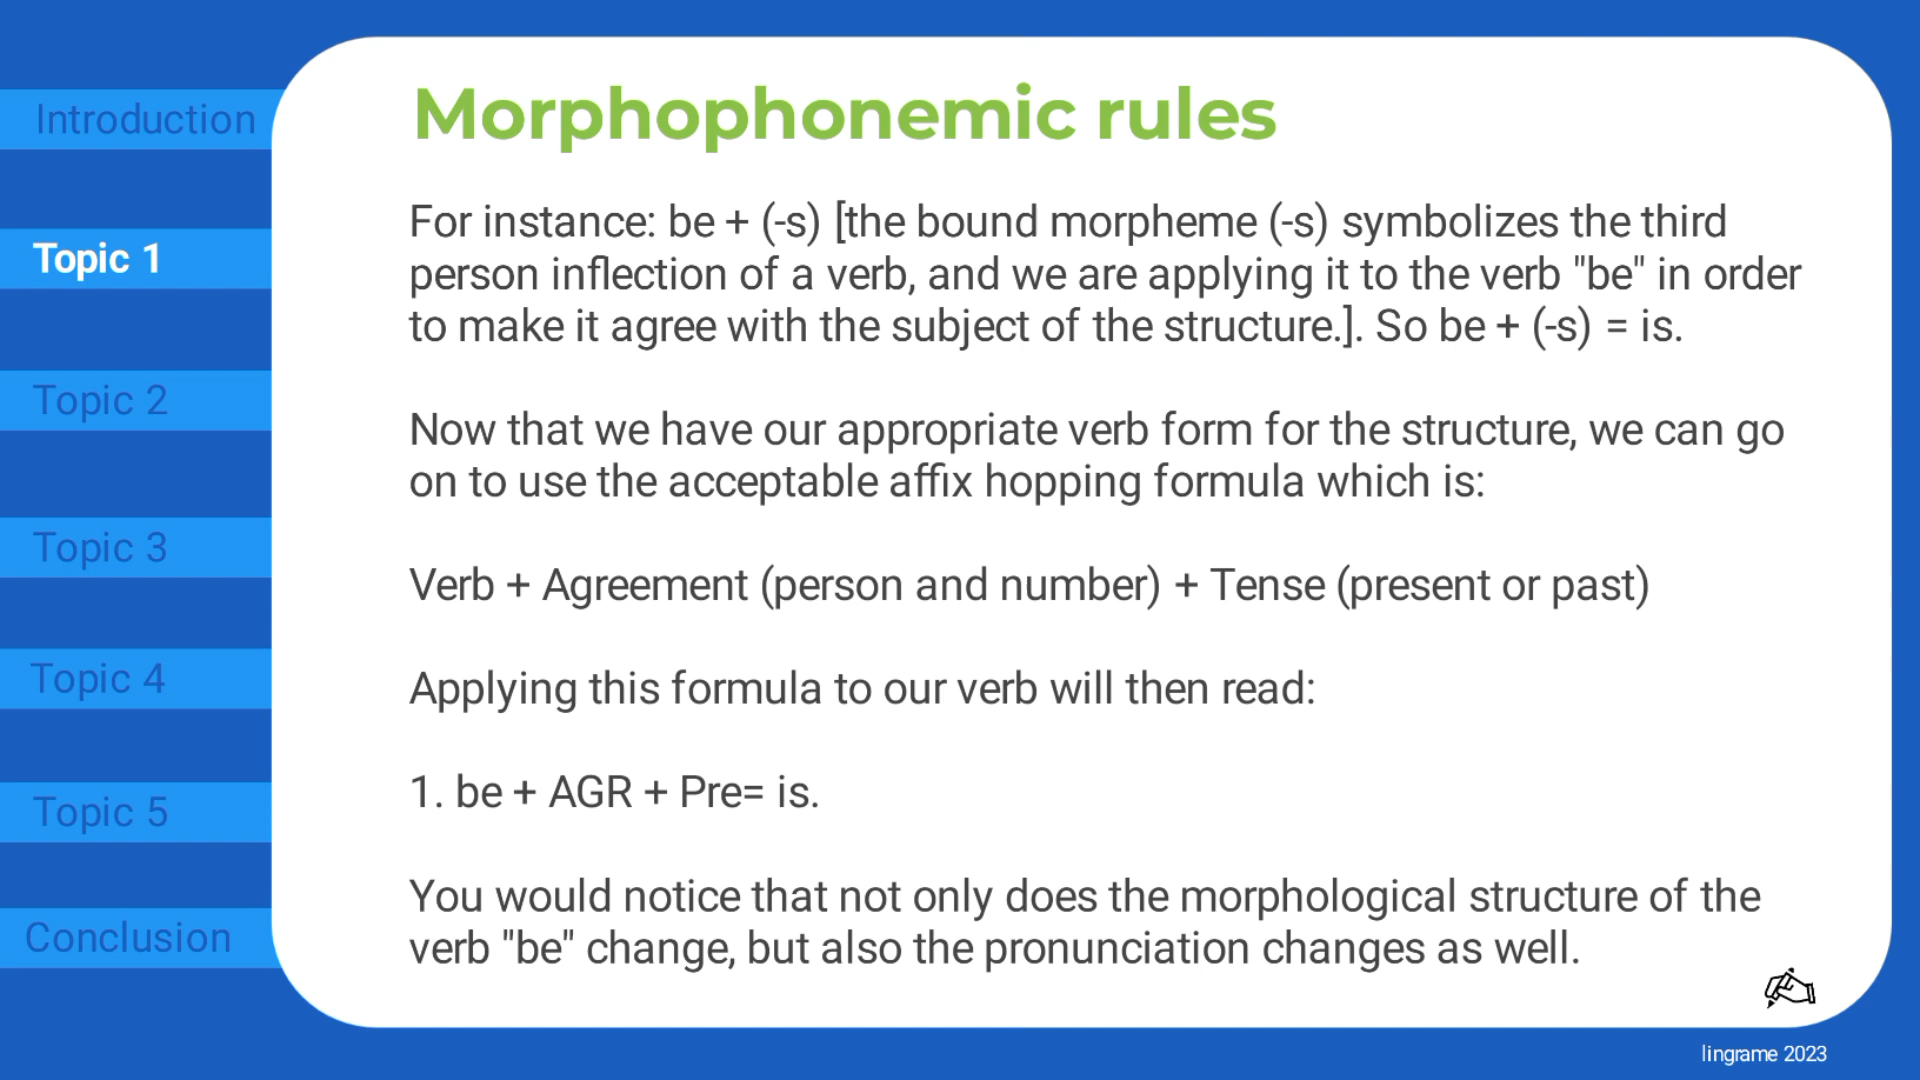 Introduction
Topic 1
Topic 2
Topic 3
Topic 4
Topic 5
Conclusion
Morphophonemic rules
For instance: be + (-s) [the bound morpheme (-s) symbolizes the third
person inflection of a verb, and we are applying it to the verb "be" in order
to make it agree with the subject of the structure.]. So be + (-s) = is.
Now that we have our appropriate verb form for the structure, we can go
on to use the acceptable affix hopping formula which is:
Verb + Agreement (person and number) + Tense (present or past)
Applying this formula to our verb will then read:
1. be + AGR + Pre= is.
You would notice that not only does the morphological structure of the
verb "be" change, but also the pronunciation changes as well.
lingrame 2023